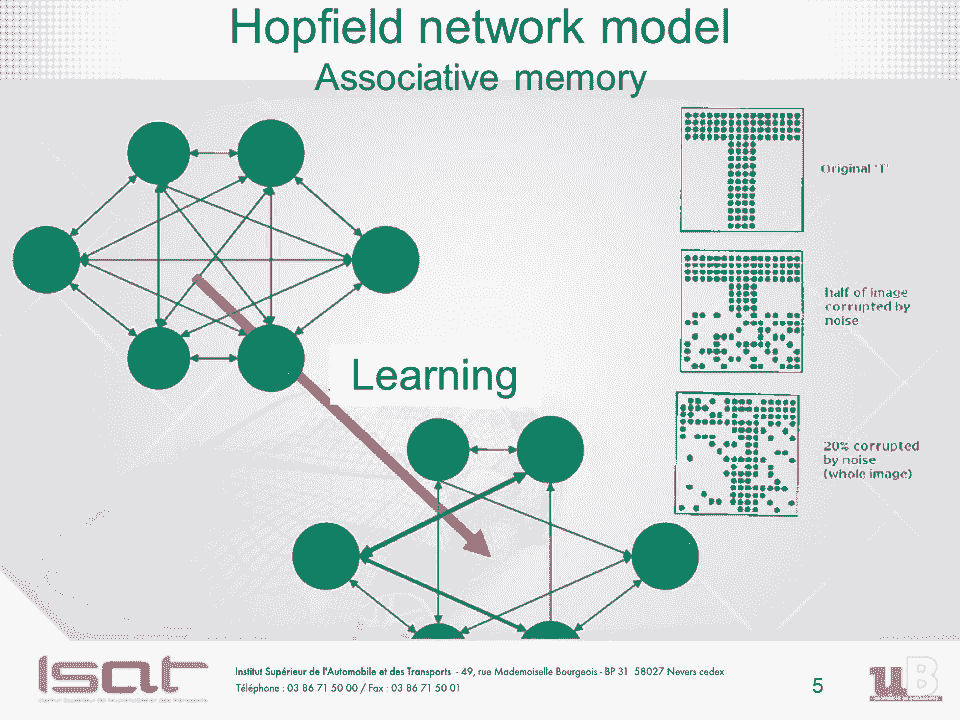 Hopfield network model
Associative memory
Original 'T'
half of image
corrupted by
noise
Learning
20% corrupted
by noise
(whole image)
Isat
Institut Supérieur de l'Automobile et des Transports - 49, rue Mademoiselle Bourgeois - BP 31 58027 Nevers cedex
Téléphone : 03 86 71 50 00 / Fax : 03 86 71 50 01
5
uB